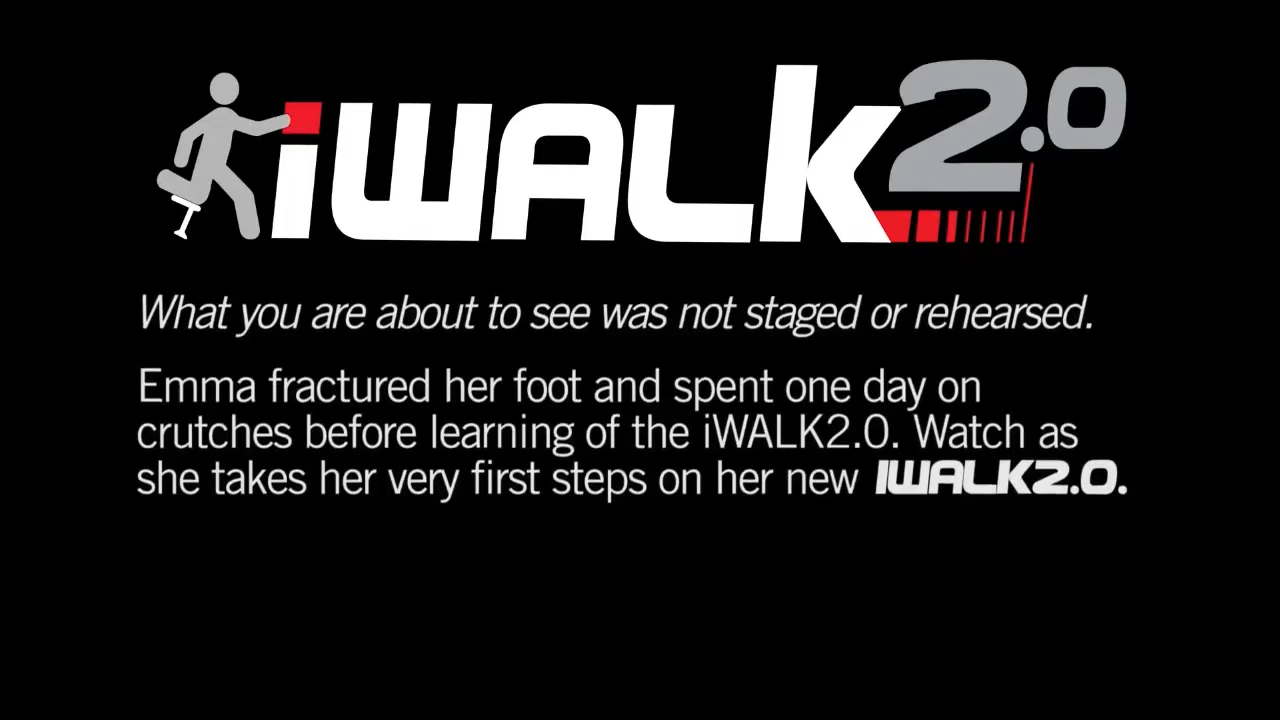 iWALK2.0
What you are about to see was not staged or rehearsed.
Emma fractured her foot and spent one day on
crutches before learning of the iWALK2.0. Watch as
she takes her very first steps on her new IWALK2.0.